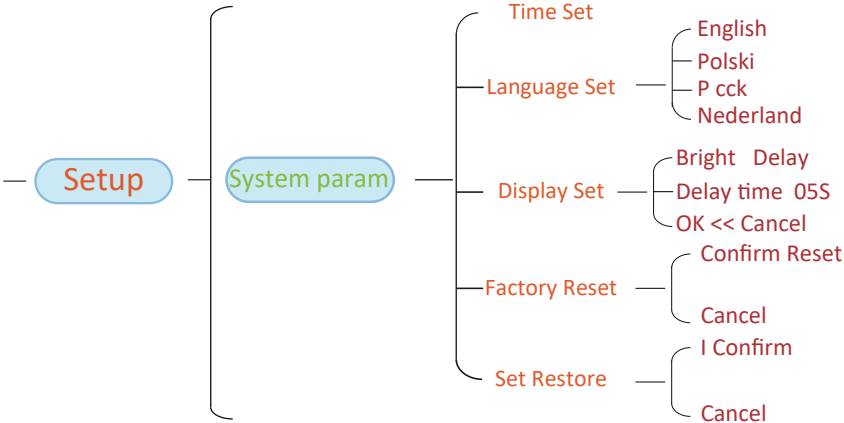 Setup
System param
Time Set
Language Set
English
Polski
P cck
Nederland
Display Set
Bright Delay
Delay time 05S
OK << Cancel
Factory Reset
Confirm Reset
Cancel
Set Restore
I Confirm
Cancel